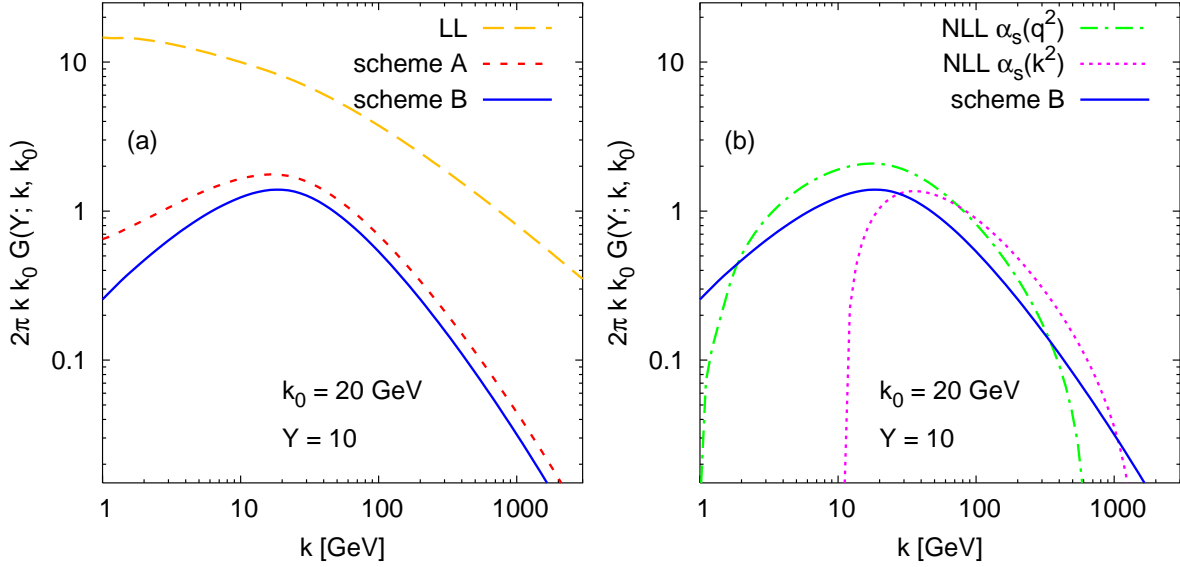 2π k k₀ G(Y; k, k₀)
10
1
0.1
LL
scheme A
scheme B
(a)
k₀ = 20 GeV
Y = 10
1 10 100 1000
k [GeV]
2π k k₀ G(Y; k, k₀)
10
1
0.1
NLL αₛ(q²)
NLL αₛ(k²)
scheme B
(b)
k₀ = 20 GeV
Y = 10
1 10 100 1000
k [GeV]